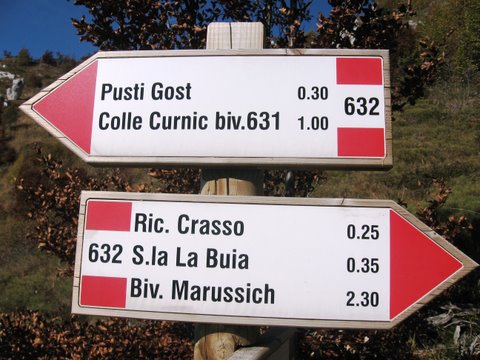 Pusti Gost 0.30
Colle Curnic biv.631 1.00
632
Ric. Crasso 0.25
632 S.la La Buia 0.35
Biv. Marussich 2.30